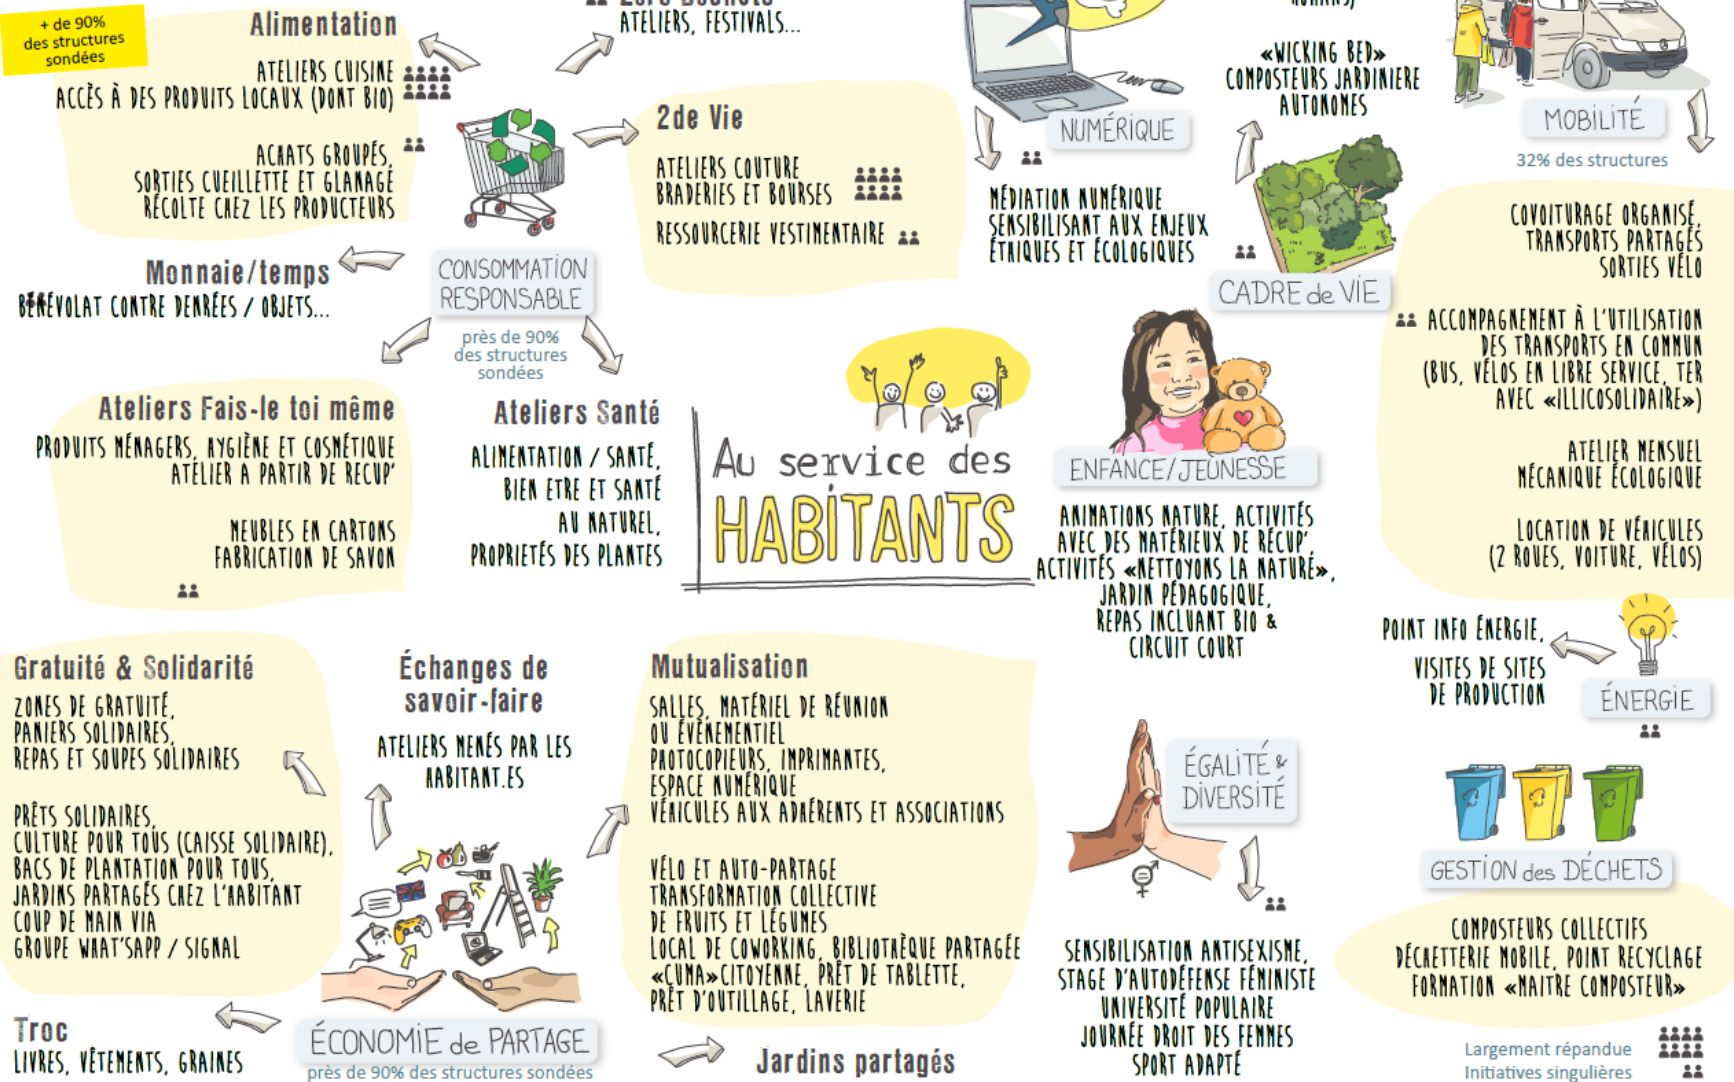 + de 90%
des structures
sondées
Alimentation
ATELIERS CUISINE
ACCÈS À DES PRODUITS LOCAUX (DONT BIO)
ACHATS GROUPÉS,
SORTIES CUEILLETTE ET GLANAGE
RÉCOLTE CHEZ LES PRODUCTEURS
Monnaie/temps
BÉNÉVOLAT CONTRE DENRÉES / OBJETS...
ATELIERS, FESTIVALS...
2de Vie
ATELIERS COUTURE
BRADERIES ET BOURSES
RESSOURCERIE VESTIMENTAIRE
CONSOMMATION
RESPONSABLE
près de 90%
des structures
sondées
Ateliers Fais-le toi même
PRODUITS MÉNAGERS, HYGIÈNE ET COSMÉTIQUE
ATELIER A PARTIR DE RECUP'
MEUBLES EN CARTONS
FABRICATION DE SAVON
Ateliers Santé
ALIMENTATION / SANTÉ,
BIEN ETRE ET SANTÉ
AU NATUREL,
PROPRIETÉS DES PLANTES
NUMÉRIQUE
MÉDIATION NUMÉRIQUE
SENSIBILISANT AUX ENJEUX
ÉTHIQUES ET ÉCOLOGIQUES
«WICKING BED»
COMPOSTEURS JARDINIERE
AUTONOMES
CADRE de VIE
MOBILITÉ
32% des structures
COVOITURAGE ORGANISÉ,
TRANSPORTS PARTAGÉS
SORTIES VÉLO
ACCOMPAGNEMENT À L'UTILISATION
DES TRANSPORTS EN COMMUN
(BUS, VÉLOS EN LIBRE SERVICE, TER
AVEC «ILLICOSOLIDAIRE»)
ATELIER MENSUEL
MÉCANIQUE ÉCOLOGIQUE
LOCATION DE VÉHICULES
(2 ROUES, VOITURE, VÉLOS)
Au service des
HABITANTS
ENFANCE/JEUNESSE
ANIMATIONS NATURE, ACTIVITÉS
AVEC DES MATÉRIEUX DE RÉCUP',
ACTIVITÉS «NETTOYONS LA NATURE»,
JARDIN PÉDAGOGIQUE,
REPAS INCLUANT BIO &
CIRCUIT COURT
POINT INFO ÉNERGIE,
VISITES DE SITES
DE PRODUCTION
ÉNERGIE
Gratuité & Solidarité
ZONES DE GRATUITÉ,
PANIERS SOLIDAIRES,
REPAS ET SOUPES SOLIDAIRES
PRÊTS SOLIDAIRES,
CULTURE POUR TOUS (CAISSE SOLIDAIRE),
BACS DE PLANTATION POUR TOUS,
JARDINS PARTAGÉS CHEZ L'HABITANT
COUP DE MAIN VIA
GROUPE WHAT'SAPP / SIGNAL
Troc
LIVRES, VÊTEMENTS, GRAINES
Échanges de
savoir-faire
ATELIERS MENÉS PAR LES
HABITANT.ES
ÉCONOMIE de PARTAGE
près de 90% des structures sondées
Mutualisation
SALLES, MATÉRIEL DE RÉUNION
OU ÉVÉNEMENTIEL
PHOTOCOPIEURS, IMPRIMANTES,
ESPACE NUMÉRIQUE
VÉHICULES AUX ADHÉRENTS ET ASSOCIATIONS
VÉLO ET AUTO-PARTAGE
TRANSFORMATION COLLECTIVE
DE FRUITS ET LÉGUMES
LOCAL DE COWORKING, BIBLIOTHÈQUE PARTAGÉE
«CUMA» CITOYENNE, PRÊT DE TABLETTE,
PRÊT D'OUTILLAGE, LAVERIE
Jardins partagés
ÉGALITÉ &
DIVERSITÉ
SENSIBILISATION ANTISEXISME,
STAGE D'AUTODÉFENSE FÉMINISTE
UNIVERSITÉ POPULAIRE
JOURNÉE DROIT DES FEMMES
SPORT ADAPTÉ
GESTION des DÉCHETS
COMPOSTEURS COLLECTIFS
DÉCHETTERIE MOBILE, POINT RECYCLAGE
FORMATION «MAITRE COMPOSTEUR»
Largement répandue
Initiatives singulières